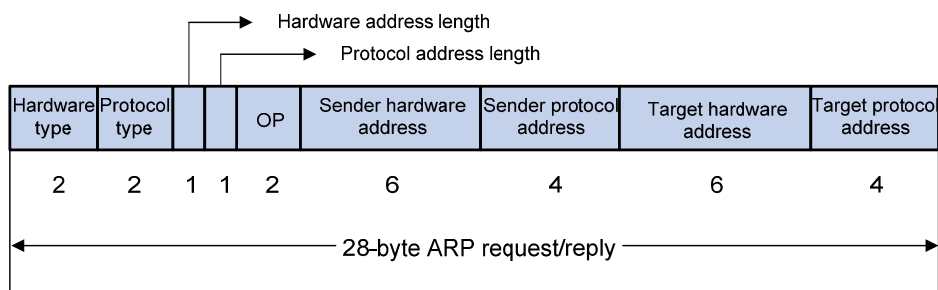 Hardware address length
Protocol address length
Hardware type
Protocol type
OP
Sender hardware address
Sender protocol address
Target hardware address
Target protocol address
2 2 1 1 2 6 4 6 4
28-byte ARP request/reply